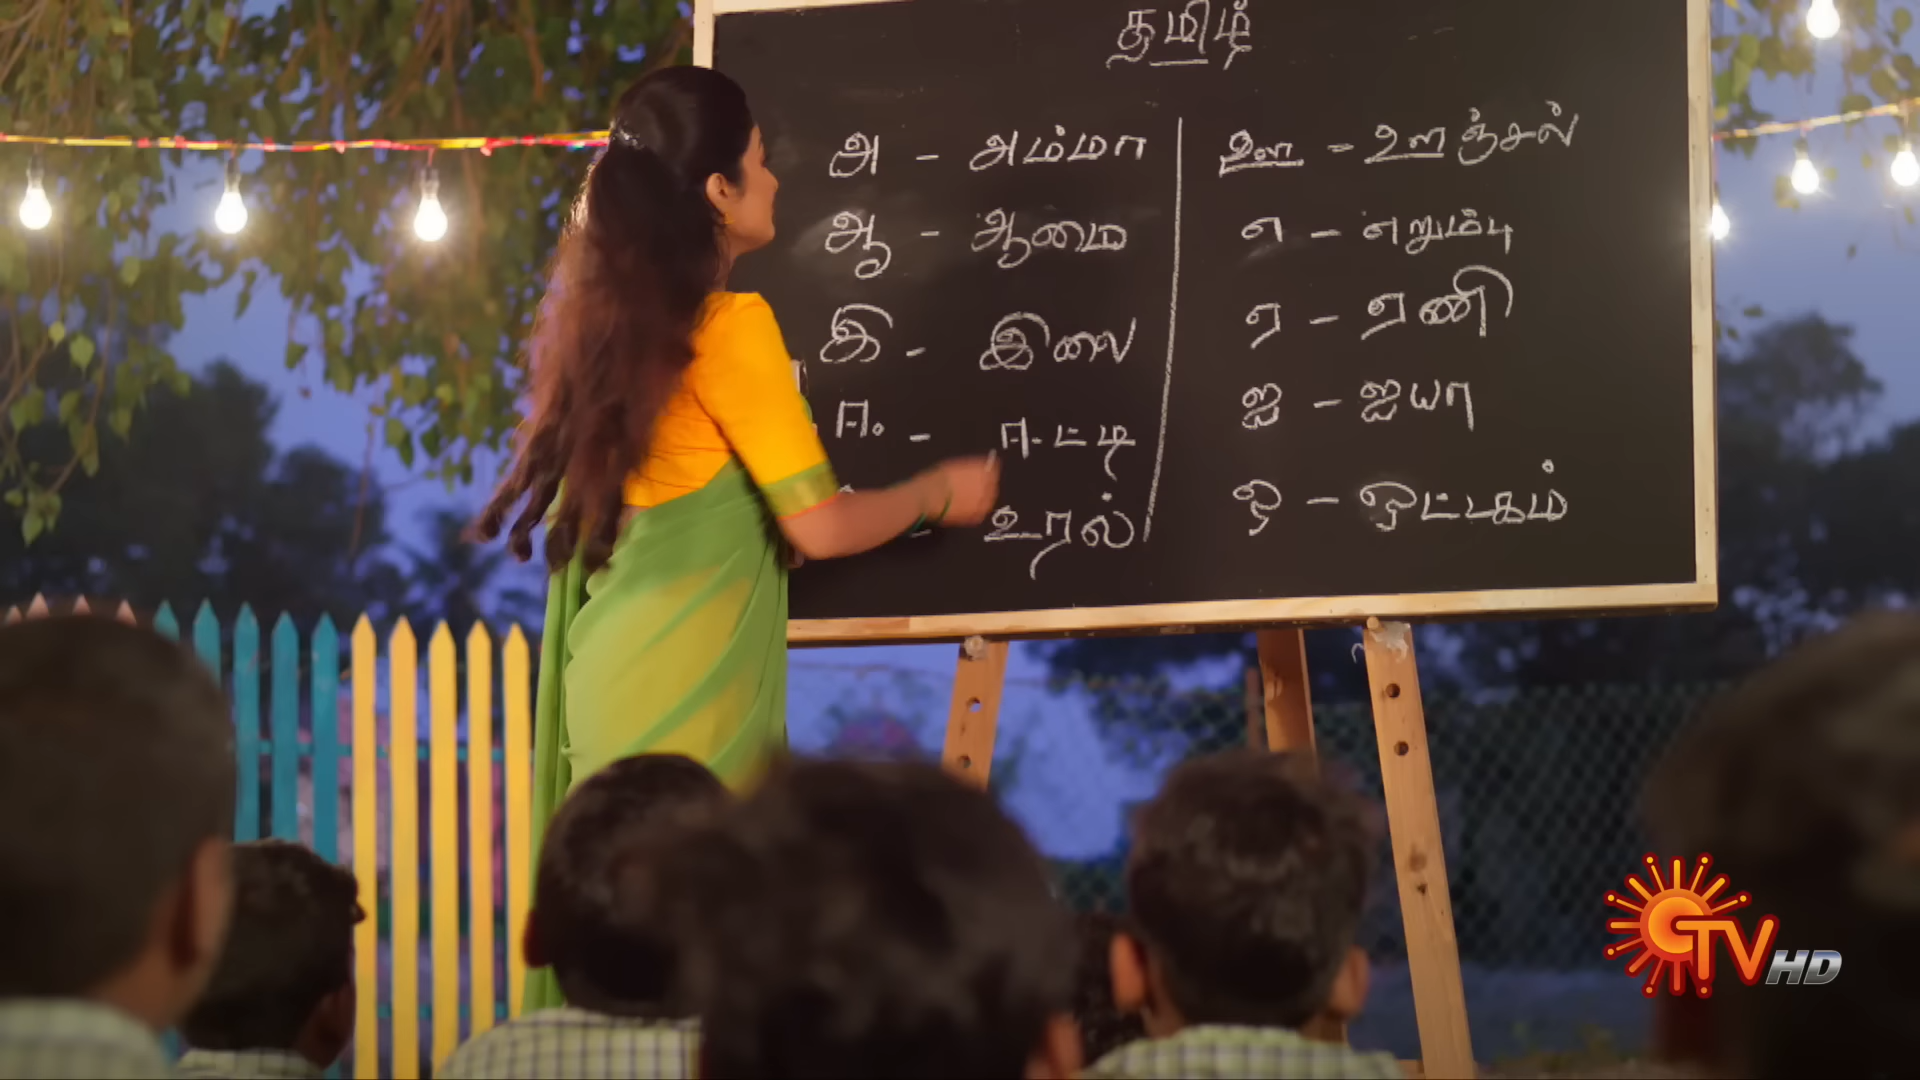 தமிழ்
அ - அம்மா
ஆ - ஆமை
இ - இலை
ஈ - ஈட்டி
- உரல்
ஊ - ஊஞ்சல்
எ - எறும்பு
ஏ - ஏணி
ஐ - ஐயா
ஒ - ஒட்டகம்
SUN TV HD